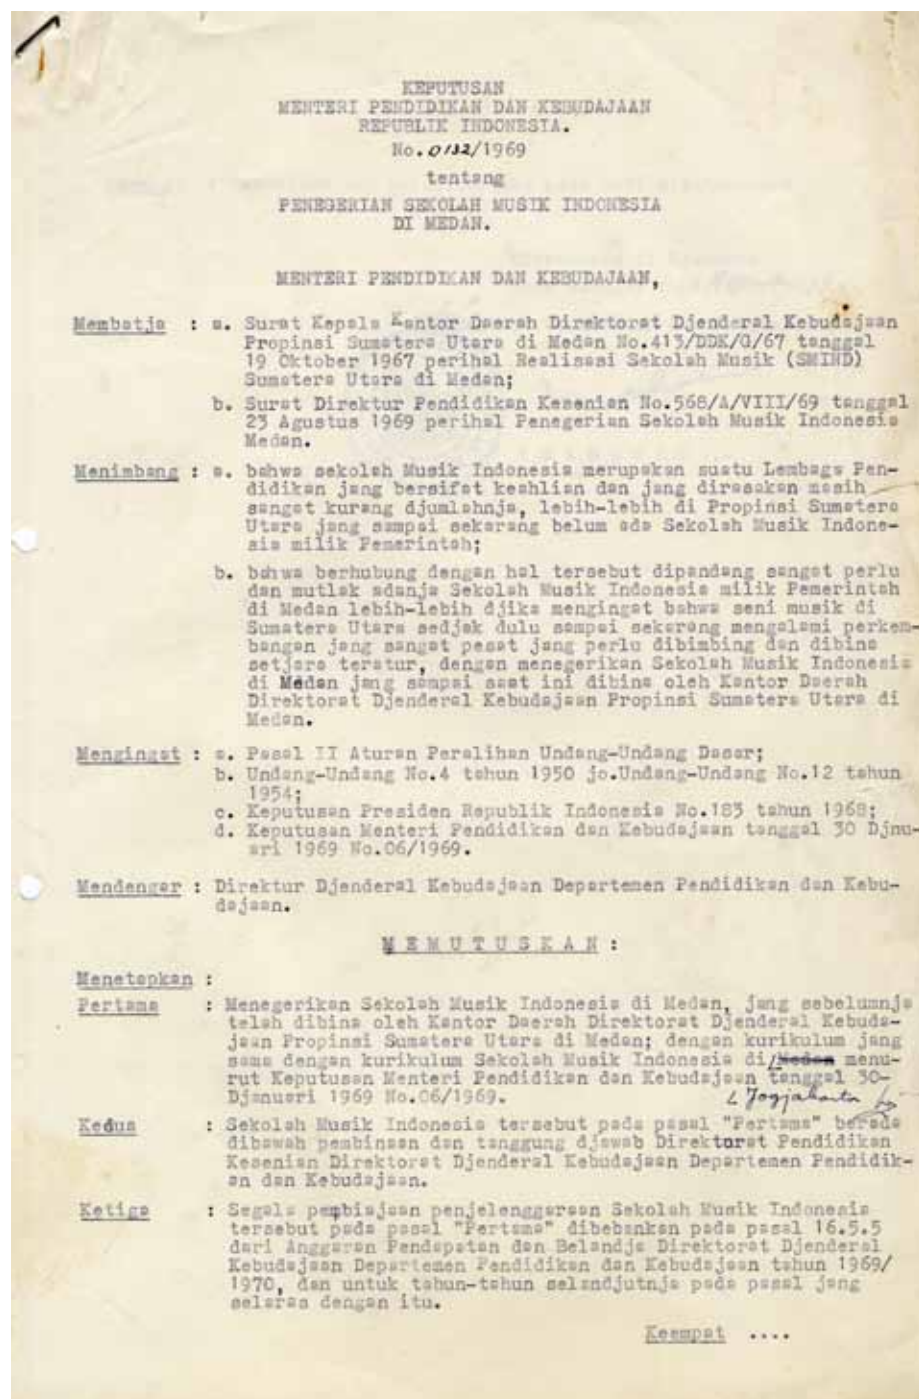 KEPUTUSAN
MENTERI PENDIDIKAN DAN KEBUDAJAAN
REPUBLIK INDONESIA.
No.0132/1969
tentang
PENEGERIAN SEKOLAH MUSIK INDONESIA
DI MEDAN.
MENTERI PENDIDIKAN DAN KEBUDAJAAN,
Membatja : a. Surat Kepala Kantor Daerah Direktorat Djenderal Kebudajaan
Propinsi Sumatera Utara di Medan No.413/DDK/G/67 tanggal
19 Oktober 1967 perihal Realisasi Sekolah Musik (SMIND)
Sumatera Utara di Medan;
b. Surat Direktur Pendidikan Kesenian No.568/A/VIII/69 tanggal
23 Agustus 1969 perihal Penegerian Sekolah Musik Indonesia
Medan.
Menimbang : a. bahwa sekolah Musik Indonesia merupakan suatu Lembaga Pen-
didikan jang bersifat keahlian dan jang dirasakan masih
sangat kurang djumlahnja, lebih-lebih di Propinsi Sumatera
Utara jang sampai sekarang belum ada Sekolah Musik Indone-
sia milik Pemerintah;
b. bahwa berhubung dengan hal tersebut dipandang sangat perlu
dan mutlak adanja Sekolah Musik Indonesia milik Pemerintah
di Medan lebih-lebih djika mengingat bahwa seni musik di
Sumatera Utara sedjak dulu sampai sekarang mengalami perkem-
bangan jang sangat pesat jang perlu dibimbing dan dibina
setjara teratur, dengan menegerikan Sekolah Musik Indonesia
di Medan jang sampai saat ini dibina oleh Kantor Daerah
Direktorat Djenderal Kebudajaan Propinsi Sumatera Utara di
Medan.
Mengingat : a. Pasal II Aturan Peralihan Undang-Undang Dasar;
b. Undang-Undang No.4 tahun 1950 jo.Undang-Undang No.12 tahun
1954;
c. Keputusan Presiden Republik Indonesia No.183 tahun 1968;
d. Keputusan Menteri Pendidikan dan Kebudajaan tanggal 30 Djnu-
ari 1969 No.06/1969.
Mendengar : Direktur Djenderal Kebudajaan Departemen Pendidikan dan Kebu-
dajaan.
M E M U T U S K A N :
Menetapkan :
Pertama : Menegerikan Sekolah Musik Indonesia di Medan, jang sebelumnja
telah dibina oleh Kantor Daerah Direktorat Djenderal Kebuda-
jaan Propinsi Sumatera Utara di Medan; dengan kurikulum jang
sama dengan kurikulum Sekolah Musik Indonesia di Medan menu-
rut Keputusan Menteri Pendidikan dan Kebudajaan tanggal 30-
Djanuari 1969 No.06/1969. Jogjakarta
Kedua : Sekolah Musik Indonesia tersebut pada pasal "Pertama" berada
dibawah pembinaan dan tanggung djawab Direktorat Pendidikan
Kesenian Direktorat Djenderal Kebudajaan Departemen Pendidik-
an dan Kebudajaan.
Ketiga : Segala pembiajaan penjelenggaraan Sekolah Musik Indonesia
tersebut pada pasal "Pertama" dibebankan pada pasal 16.5.5
dari Anggaran Pendapatan dan Belandja Direktorat Djenderal
Kebudajaan Departemen Pendidikan dan Kebudajaan tahun 1969/
1970, dan untuk tahun-tahun selandjutnja pada pasal jang
selaras dengan itu.
Keempat ....